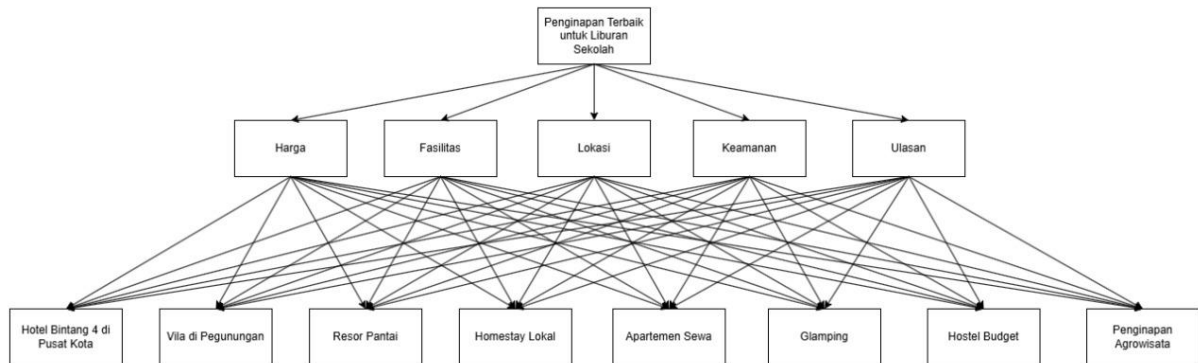 Penginapan Terbaik
untuk Liburan
Sekolah
Harga
Fasilitas
Lokasi
Keamanan
Ulasan
Hotel Bintang 4 di
Pusat Kota
Vila di Pegunungan
Resor Pantai
Homestay Lokal
Apartemen Sewa
Glamping
Hostel Budget
Penginapan
Agrowisata